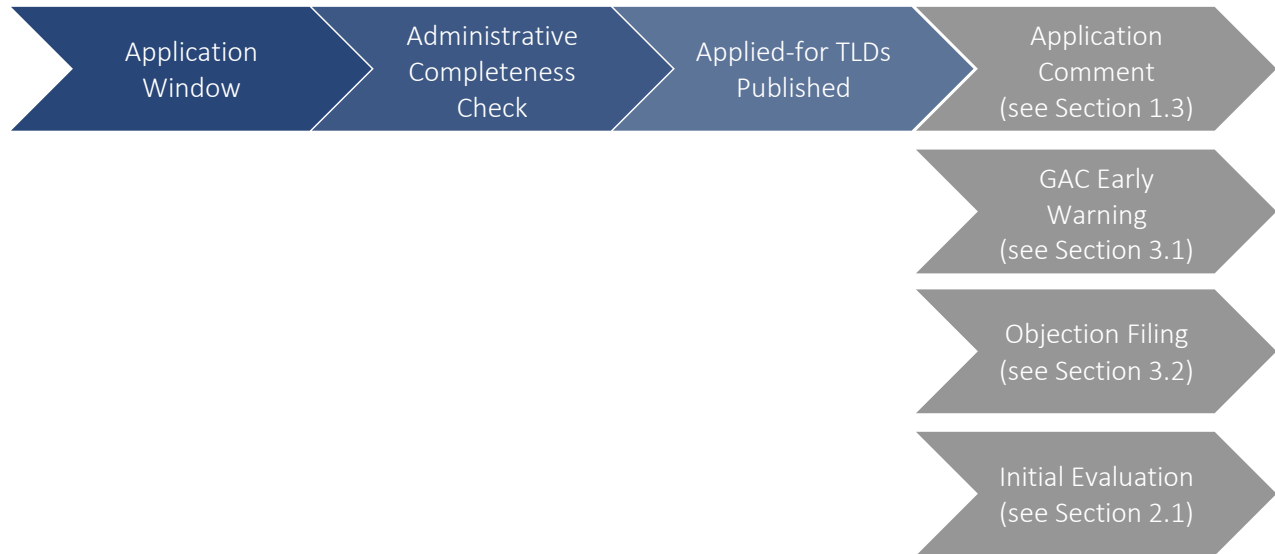 Application
Window
Administrative
Completeness
Check
Applied-for TLDs
Published
Application
Comment
(see Section 1.3)
GAC Early
Warning
(see Section 3.1)
Objection Filing
(see Section 3.2)
Initial Evaluation
(see Section 2.1)